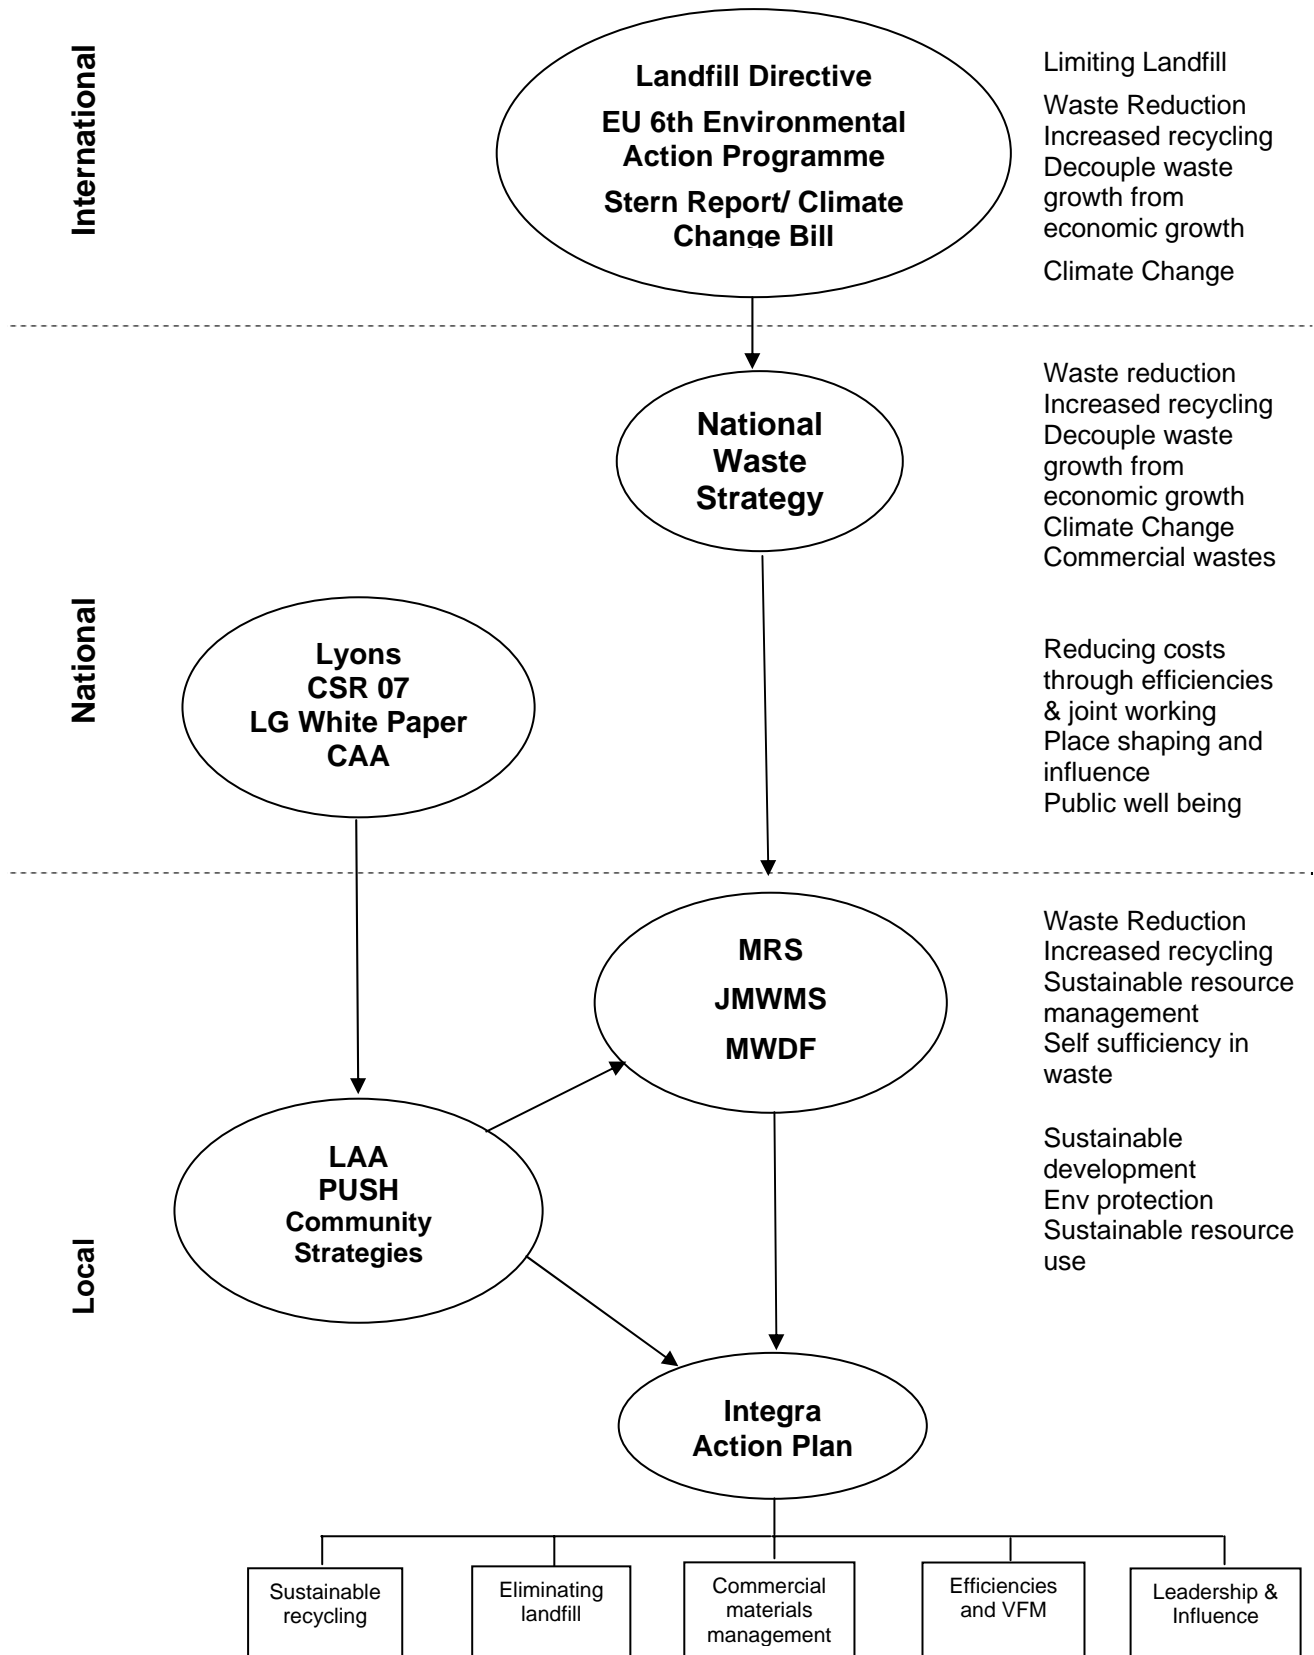 International
Landfill Directive
EU 6th Environmental
Action Programme
Stern Report/ Climate
Change Bill
Limiting Landfill
Waste Reduction
Increased recycling
Decouple waste
growth from
economic growth
Climate Change
National
National
Waste
Strategy
Waste reduction
Increased recycling
Decouple waste
growth from
economic growth
Climate Change
Commercial wastes
Lyons
CSR 07
LG White Paper
CAA
Reducing costs
through efficiencies
& joint working
Place shaping and
influence
Public well being
Local
MRS
JMWMS
MWDF
Waste Reduction
Increased recycling
Sustainable resource
management
Self sufficiency in
waste
LAA
PUSH
Community
Strategies
Sustainable
development
Env protection
Sustainable resource
use
Integra
Action Plan
Sustainable
recycling
Eliminating
landfill
Commercial
materials
management
Efficiencies
and VFM
Leadership &
Influence